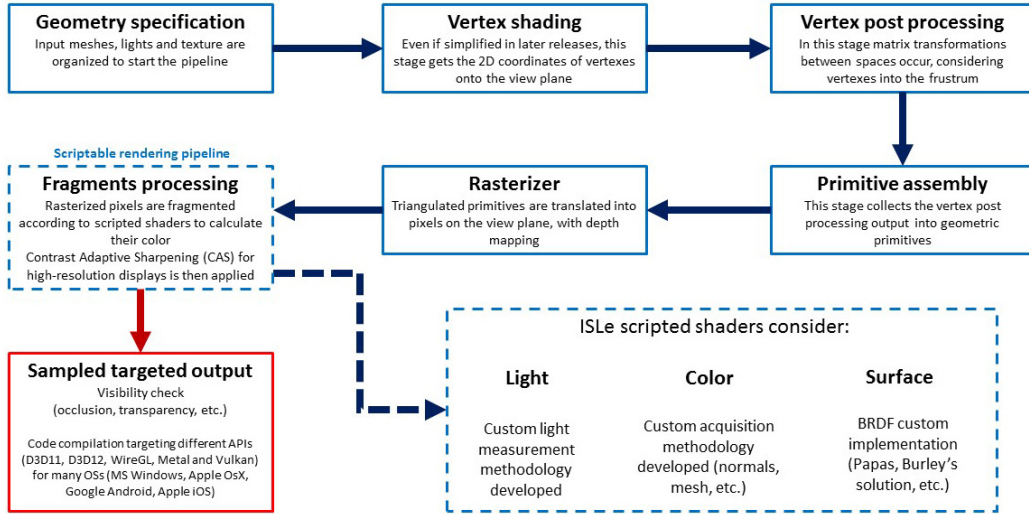 Geometry specification
Input meshes, lights and texture are
organized to start the pipeline
Vertex shading
Even if simplified in later releases, this
stage gets the 2D coordinates of vertexes
onto the view plane
Vertex post processing
In this stage matrix transformations
between spaces occur, considering
vertexes into the frustrum
Scriptable rendering pipeline
Fragments processing
Rasterized pixels are fragmented
according to scripted shaders to calculate
their color
Contrast Adaptive Sharpening (CAS) for
high-resolution displays is then applied
Rasterizer
Triangulated primitives are translated into
pixels on the view plane, with depth
mapping
Primitive assembly
This stage collects the vertex post
processing output into geometric
primitives
Sampled targeted output
Visibility check
(occlusion, transparency, etc.)
Code compilation targeting different APIs
(D3D11, D3D12, WireGL, Metal and Vulkan)
for many OSs (MS Windows, Apple OsX,
Google Android, Apple iOS)
ISLe scripted shaders consider:
Light
Custom light
measurement
methodology
developed
Color
Custom acquisition
methodology
developed (normals,
mesh, etc.)
Surface
BRDF custom
implementation
(Papas, Burley's
solution, etc.)